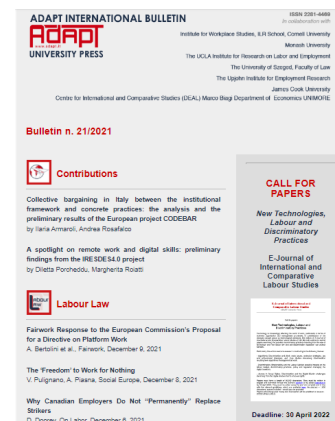 ADAPT INTERNATIONAL BULLETIN
ADAPT
www.adapt.it
UNIVERSITY PRESS
ISSN 2281-4469
in collaboration with
Institute for Workplace Studies, ILR School, Cornell University
Monash University
The UCLA Institute for Research on Labor and Employment
The University of Szeged, Faculty of Law
The Upjohn Institute for Employment Research
James Cook University
Centre for International and Comparative Studies (DEAL) Marco Biagi Department of Economics UNIMORE
Bulletin n. 21/2021
Contributions
Collective bargaining in Italy between the institutional
framework and concrete practices: the analysis and the
preliminary results of the European project CODEBAR
by Ilaria Armaroli, Andrea Rosafalco
A spotlight on remote work and digital skills: preliminary
findings from the IRESDES4.0 project
by Diletta Porcheddu, Margherita Roiatti
Labour Law
Fairwork Response to the European Commission's Proposal
for a Directive on Platform Work
A. Bertolini et al., Fairwork, December 9, 2021
The 'Freedom' to Work for Nothing
V. Pulignano, A. Piasna, Social Europe, December 8, 2021
Why Canadian Employers Do Not "Permanently" Replace
Strikers
CALL FOR
PAPERS
New Technologies,
Labour and
Discriminatory
Practices
E-Journal of
International and
Comparative
Labour Studies
Deadline: 30 April 2022